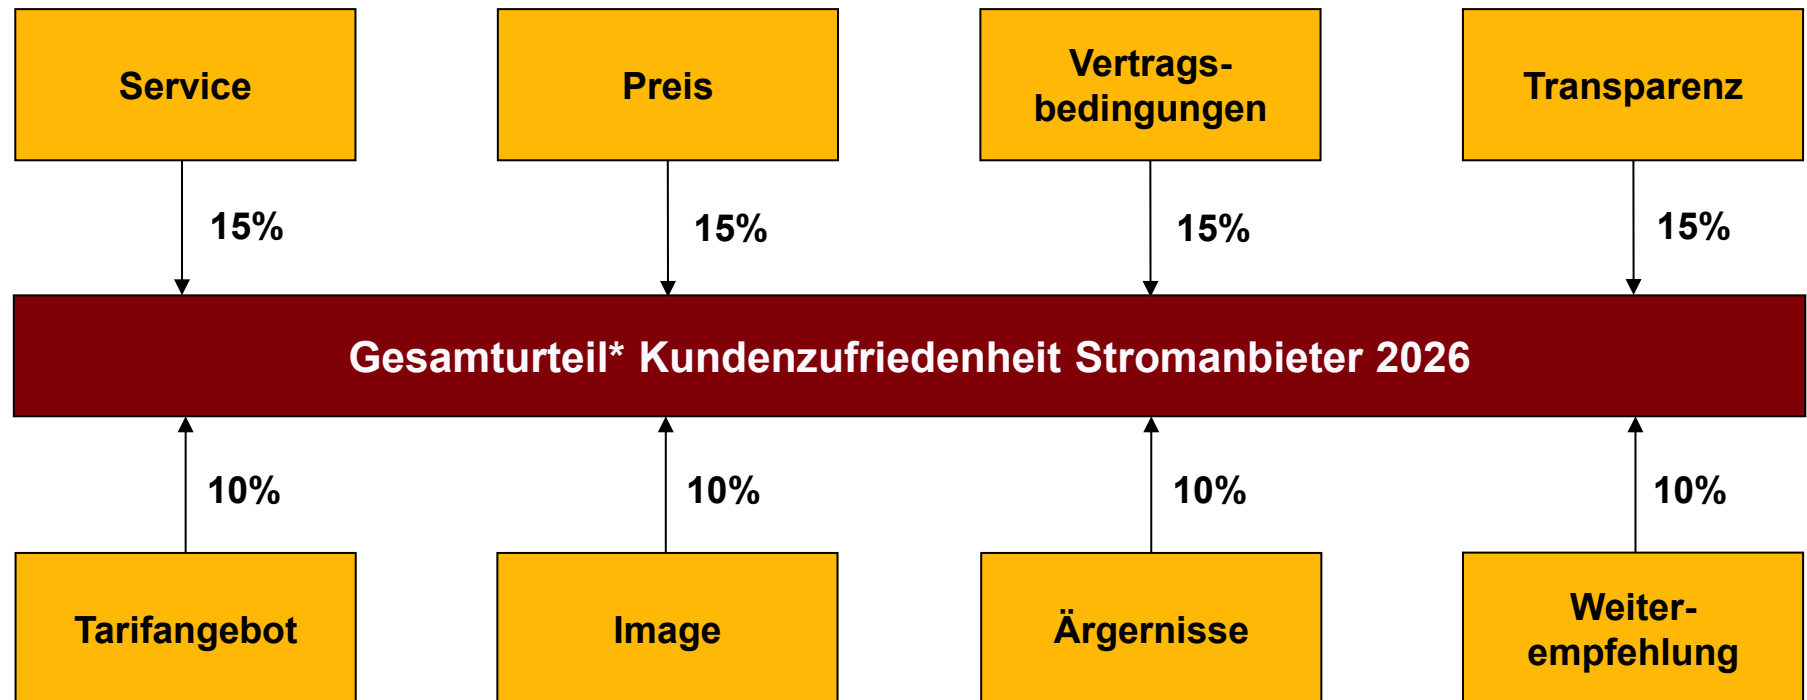 Service
Preis
Vertrags-
bedingungen
Transparenz
15%
15%
15%
15%
Gesamturteil* Kundenzufriedenheit Stromanbieter 2026
10%
10%
10%
10%
Tarifangebot
Image
Ärgernisse
Weiter-
empfehlung